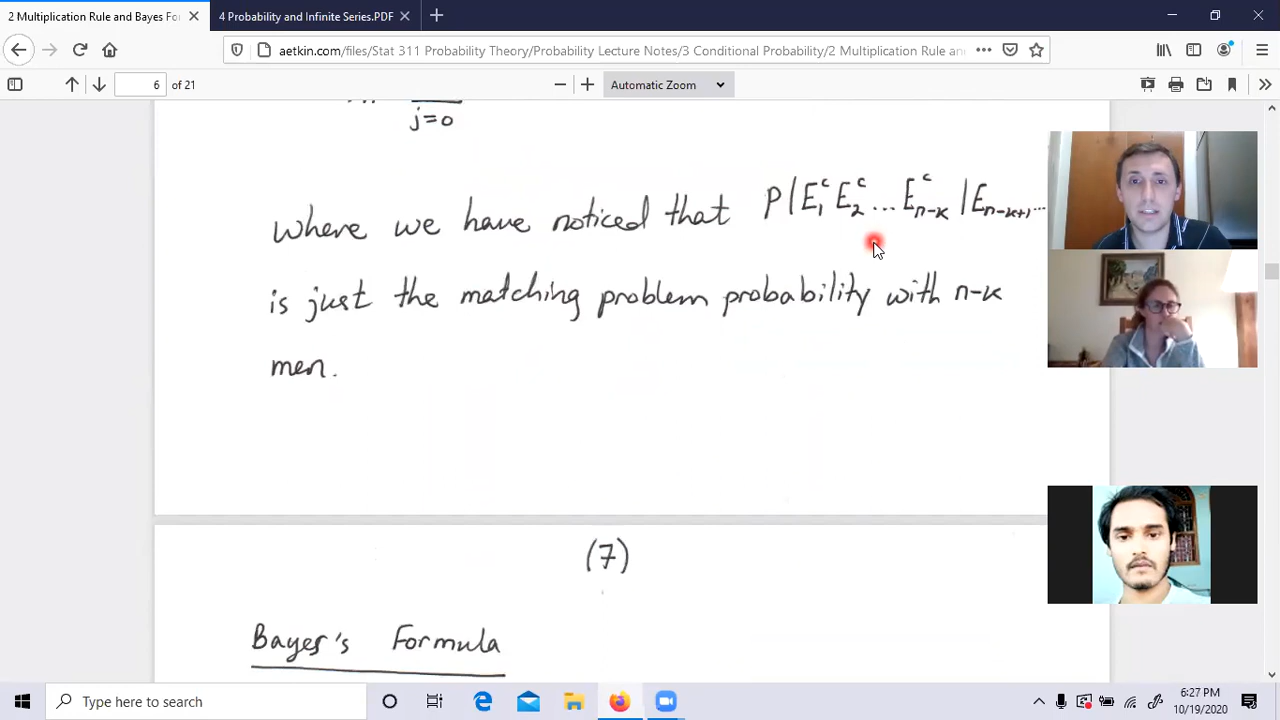 2 Multiplication Rule and Bayes For
4 Probability and Infinite Series.PDF
aetkin.com/files/Stat 311 Probability Theory/Probability Lecture Notes/3 Conditional Probability/2 Multiplication Rule and
6 of 21
Automatic Zoom
j=0
where we have noticed that P(E₁ᶜ E₂ᶜ ... Eₙ₋ₖᶜ | Eₙ₋ₖ₊₁ ...
is just the matching problem probability with n-k
men.
(7)
Bayes's Formula
Type here to search
6:27 PM
10/19/2020